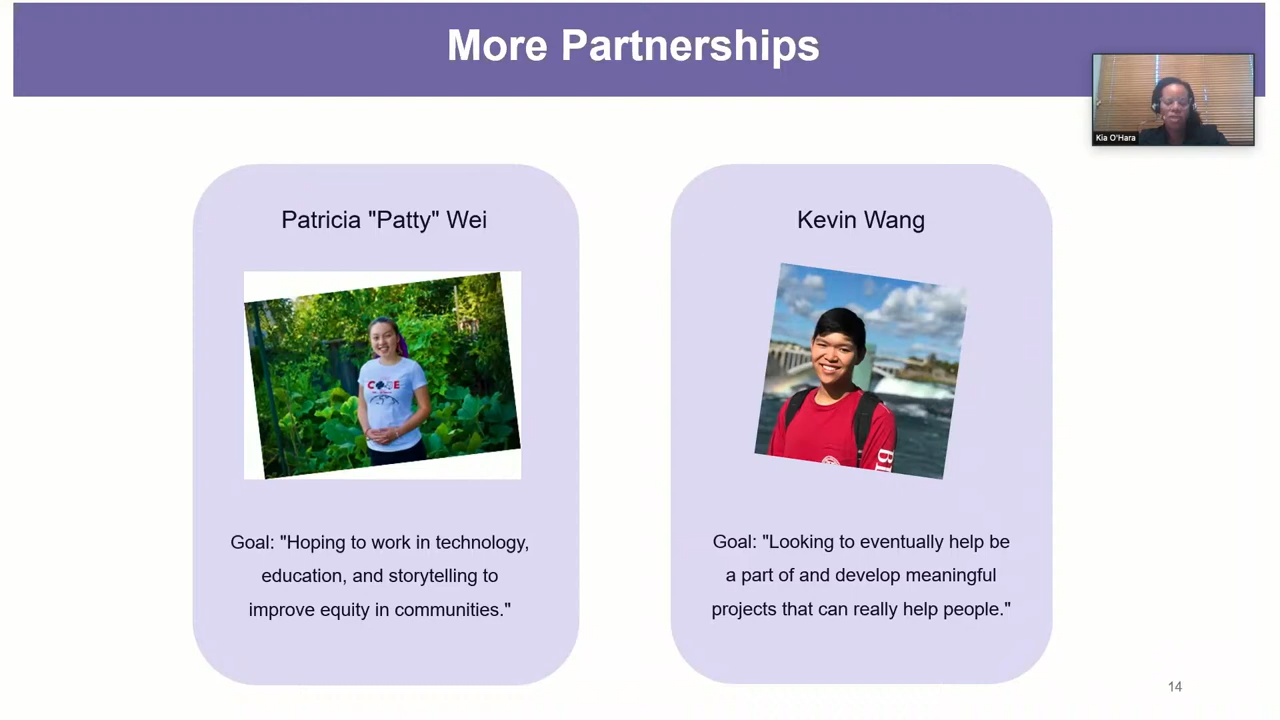 More Partnerships
Kia O'Hara
Patricia "Patty" Wei
Kevin Wang
C DE
BR
Goal: "Hoping to work in technology,
education, and storytelling to
improve equity in communities."
Goal: "Looking to eventually help be
a part of and develop meaningful
projects that can really help people."
14